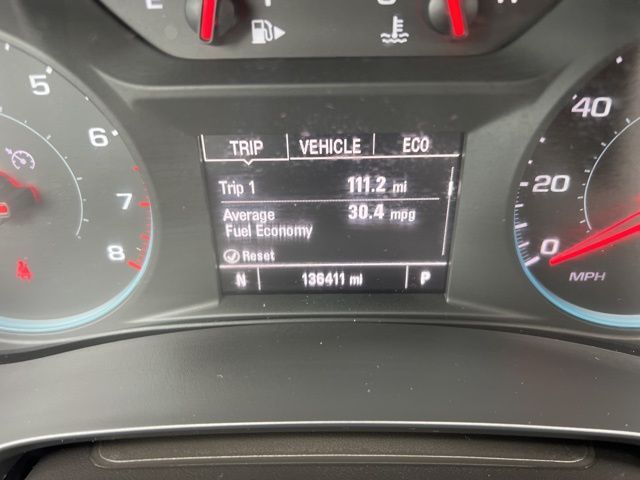 E
TRIP VEHICLE ECO
Trip 1 111.2 mi
Average 30.4 mpg
Fuel Economy
Reset
N 136411 mi P
5
6
7
8
40
20
0
MPH